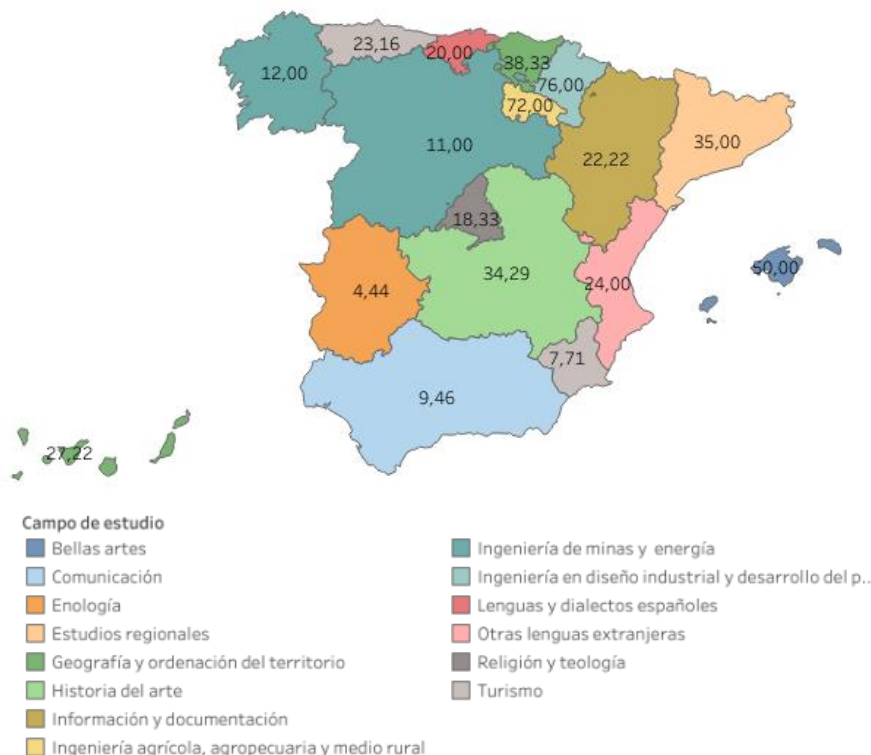 23,16
20,00
38,33
12,00
76,00
72,00
11,00
22,22
35,00
18,33
50,00
34,29
24,00
4,44
7,71
9,46
27,22
Campo de estudio
Bellas artes
Comunicación
Enología
Estudios regionales
Geografía y ordenación del territorio
Historia del arte
Información y documentación
Ingeniería agrícola, agropecuaria y medio rural
Ingeniería de minas y energía
Ingeniería en diseño industrial y desarrollo del p..
Lenguas y dialectos españoles
Otras lenguas extranjeras
Religión y teología
Turismo